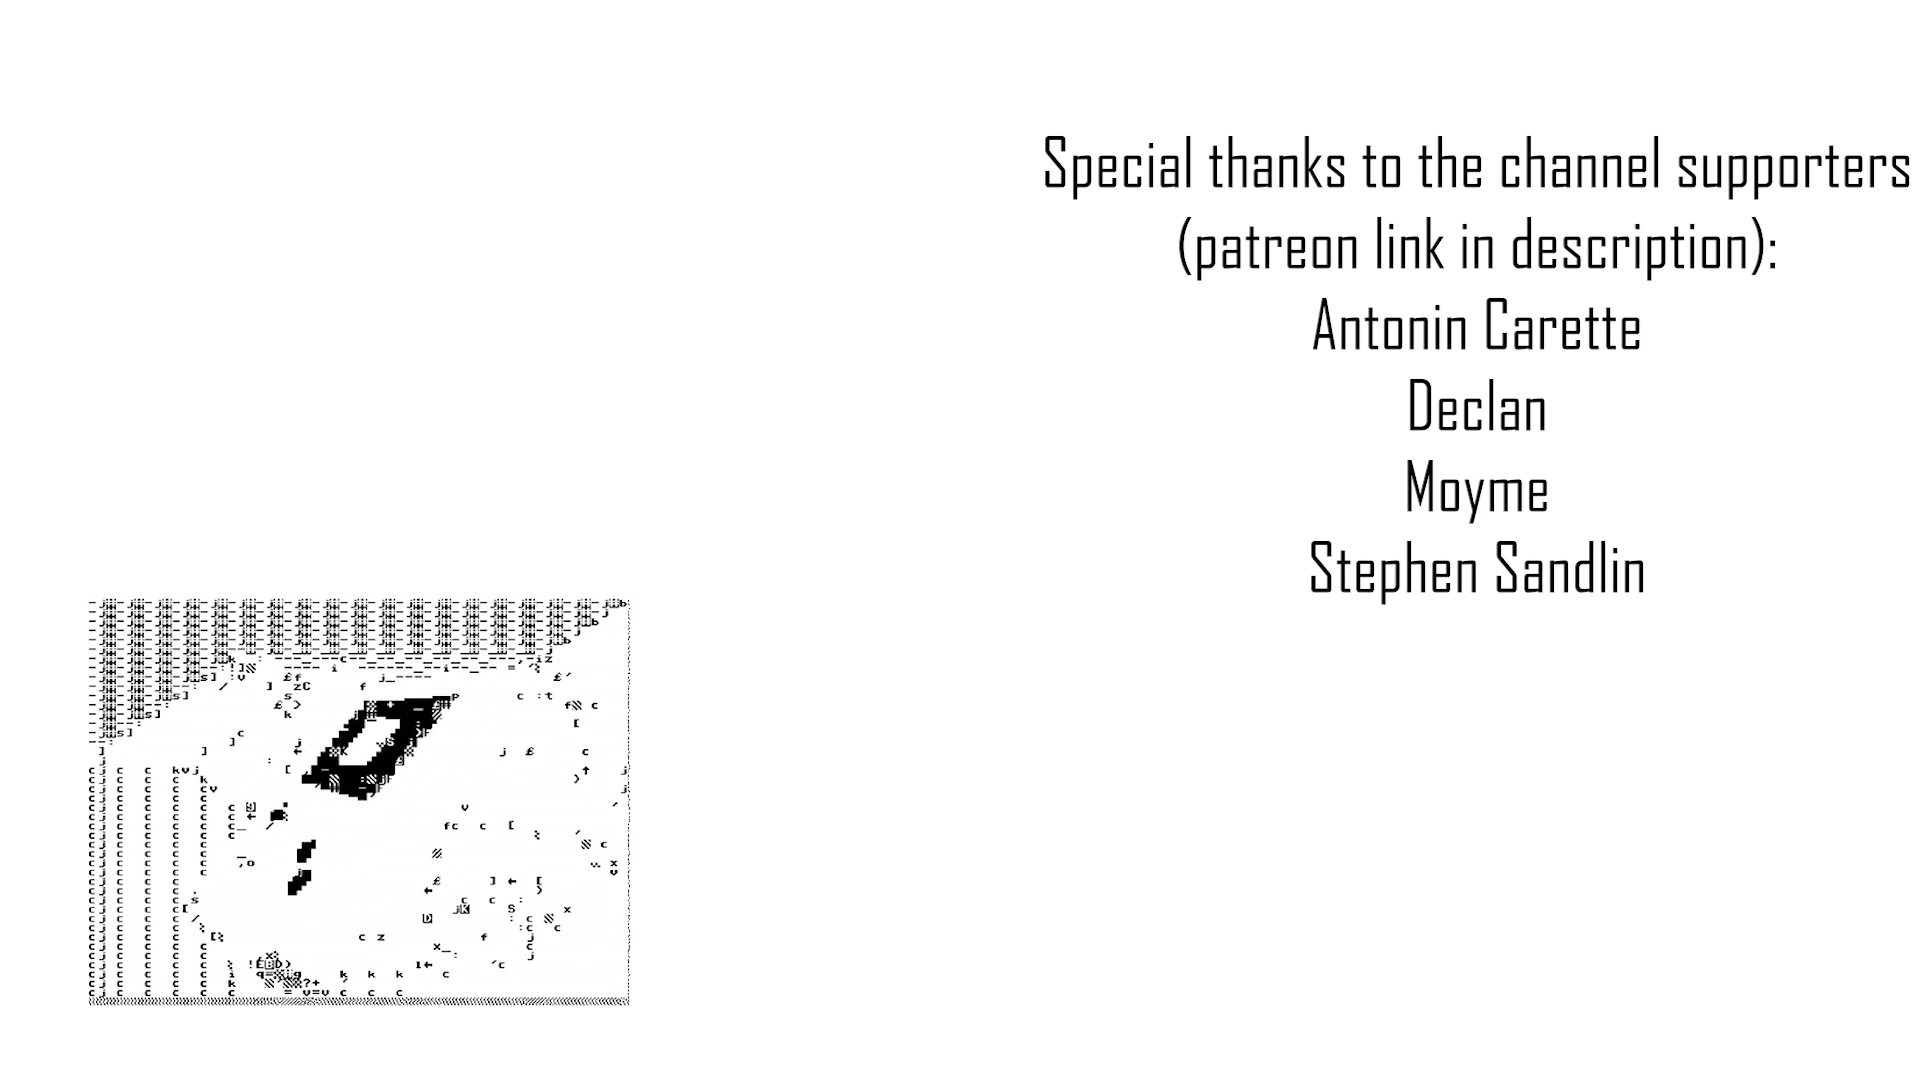 Special thanks to the channel supporters
(patreon link in description):
Antonin Carette
Declan
Moyme
Stephen Sandlin